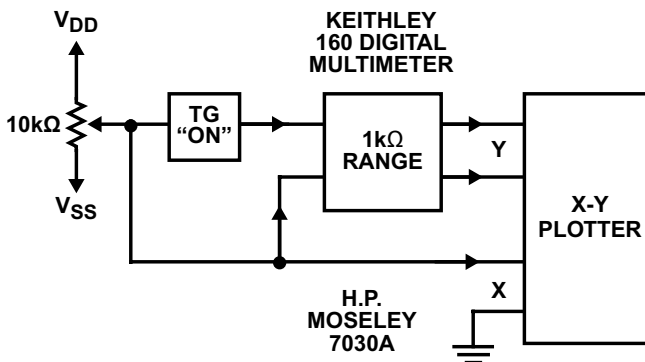 KEITHLEY
160 DIGITAL
MULTIMETER
VDD
10kΩ
VSS
TG
“ON”
1kΩ
RANGE
Y
X-Y
PLOTTER
X
H.P.
MOSELEY
7030A